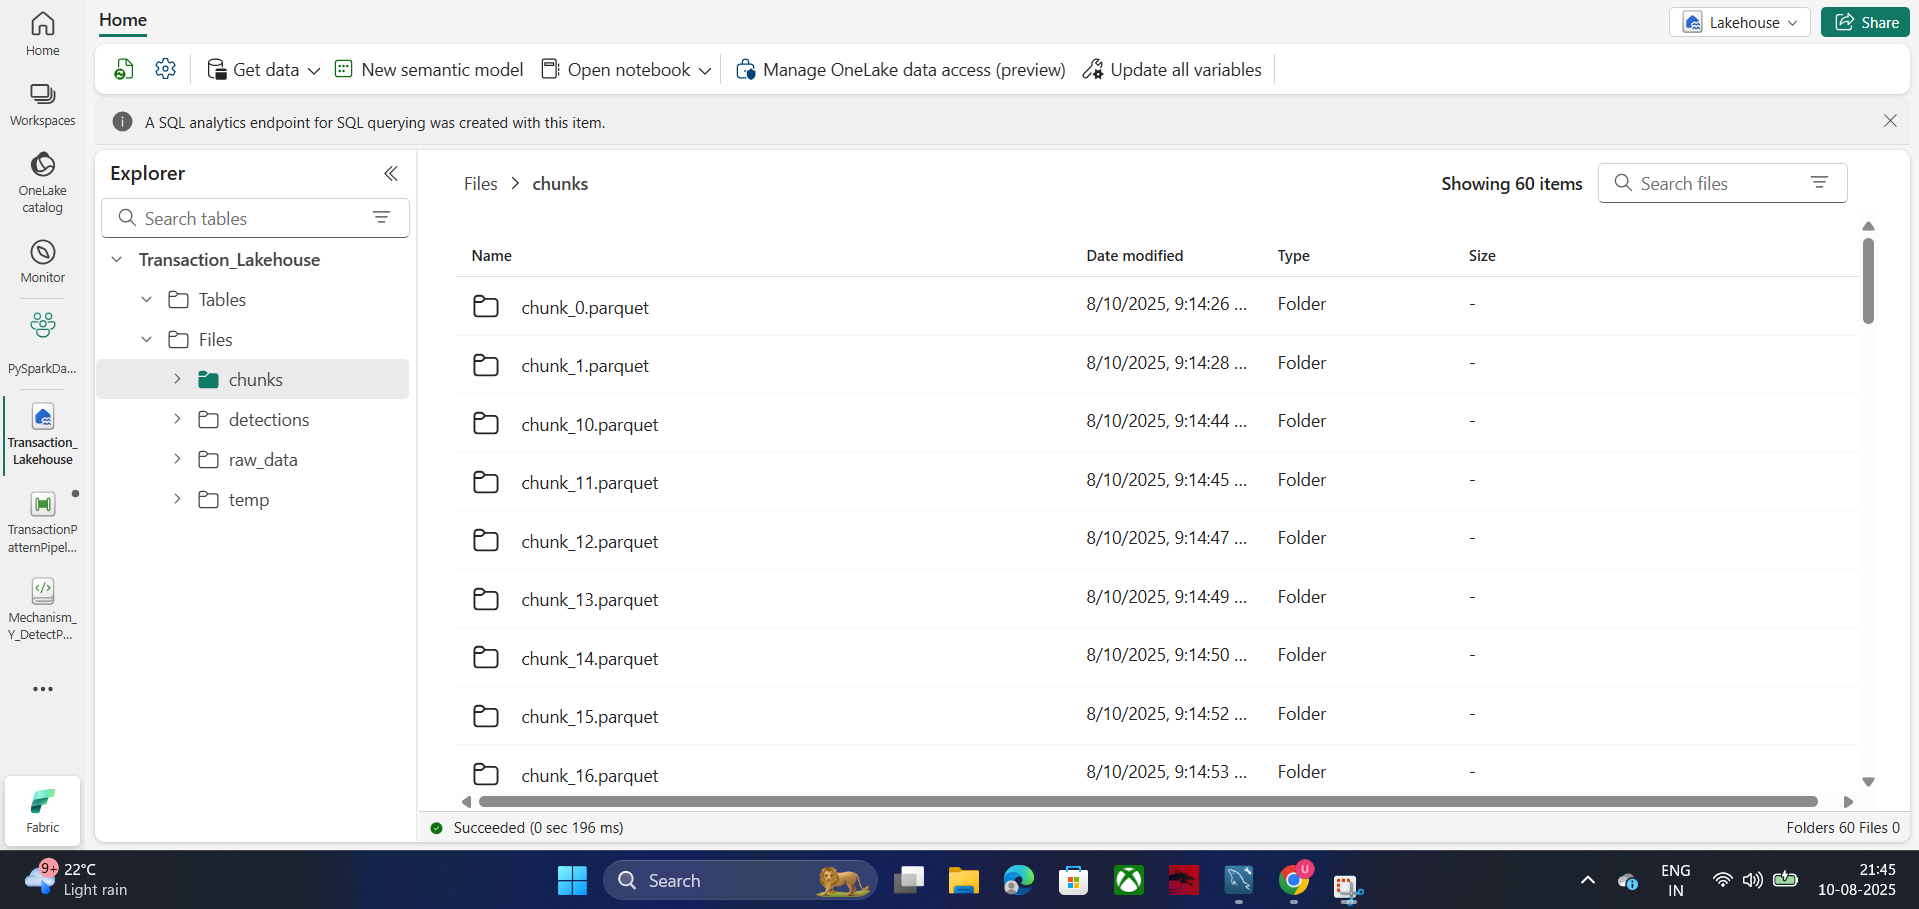 Home
Lakehouse
Share
Get data
New semantic model
Open notebook
Manage OneLake data access (preview)
Update all variables
A SQL analytics endpoint for SQL querying was created with this item.
Home
Workspaces
OneLake
catalog
Monitor
PySparkDa...
Transaction_
Lakehouse
TransactionP
atternPipel...
Mechanism_
Y_DetectP...
Fabric
Explorer
Search tables
Transaction_Lakehouse
Tables
Files
chunks
detections
raw_data
temp
Files > chunks
Showing 60 items
Search files
Name Date modified Type Size
chunk_0.parquet 8/10/2025, 9:14:26 ... Folder -
chunk_1.parquet 8/10/2025, 9:14:28 ... Folder -
chunk_10.parquet 8/10/2025, 9:14:44 ... Folder -
chunk_11.parquet 8/10/2025, 9:14:45 ... Folder -
chunk_12.parquet 8/10/2025, 9:14:47 ... Folder -
chunk_13.parquet 8/10/2025, 9:14:49 ... Folder -
chunk_14.parquet 8/10/2025, 9:14:50 ... Folder -
chunk_15.parquet 8/10/2025, 9:14:52 ... Folder -
chunk_16.parquet 8/10/2025, 9:14:53 ... Folder -
Succeeded (0 sec 196 ms)
Folders 60 Files 0
9+
22°C
Light rain
Search
U
ENG
IN
21:45
10-08-2025